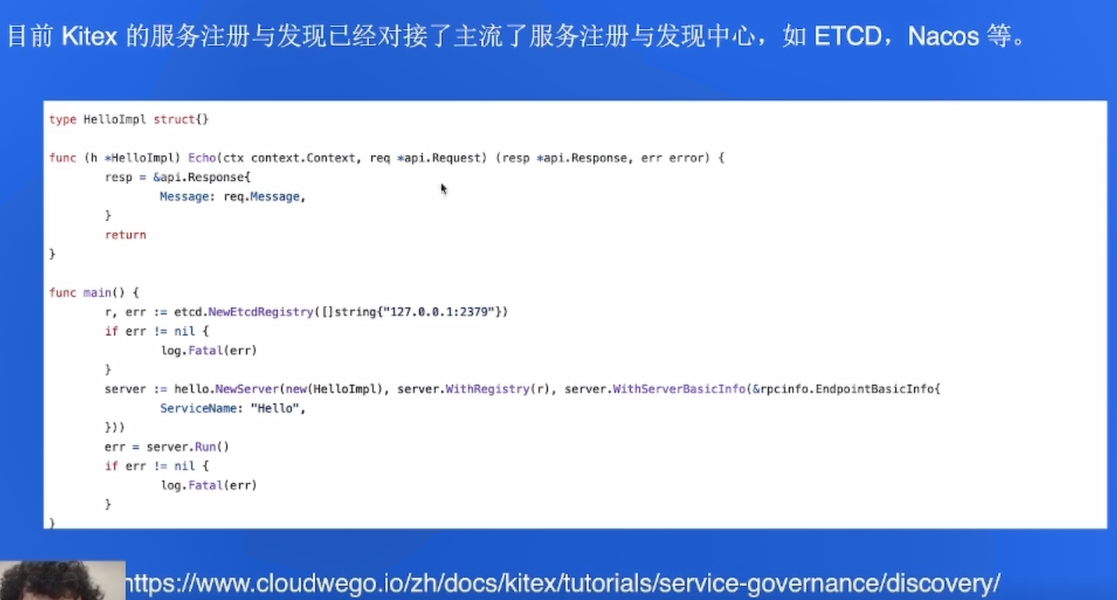 目前 Kitex 的服务注册与发现已经对接了主流了服务注册与发现中心，如 ETCD，Nacos 等。
type HelloImpl struct{}
func (h *HelloImpl) Echo(ctx context.Context, req *api.Request) (resp *api.Response, err error) {
resp = &api.Response{
Message: req.Message,
}
return
}
func main() {
r, err := etcd.NewEtcdRegistry([]string{"127.0.0.1:2379"})
if err != nil {
log.Fatal(err)
}
server := hello.NewServer(new(HelloImpl), server.WithRegistry(r), server.WithServerBasicInfo(&rpcinfo.EndpointBasicInfo{
ServiceName: "Hello",
}))
err = server.Run()
if err != nil {
log.Fatal(err)
}
}
https://www.cloudwego.io/zh/docs/kitex/tutorials/service-governance/discovery/